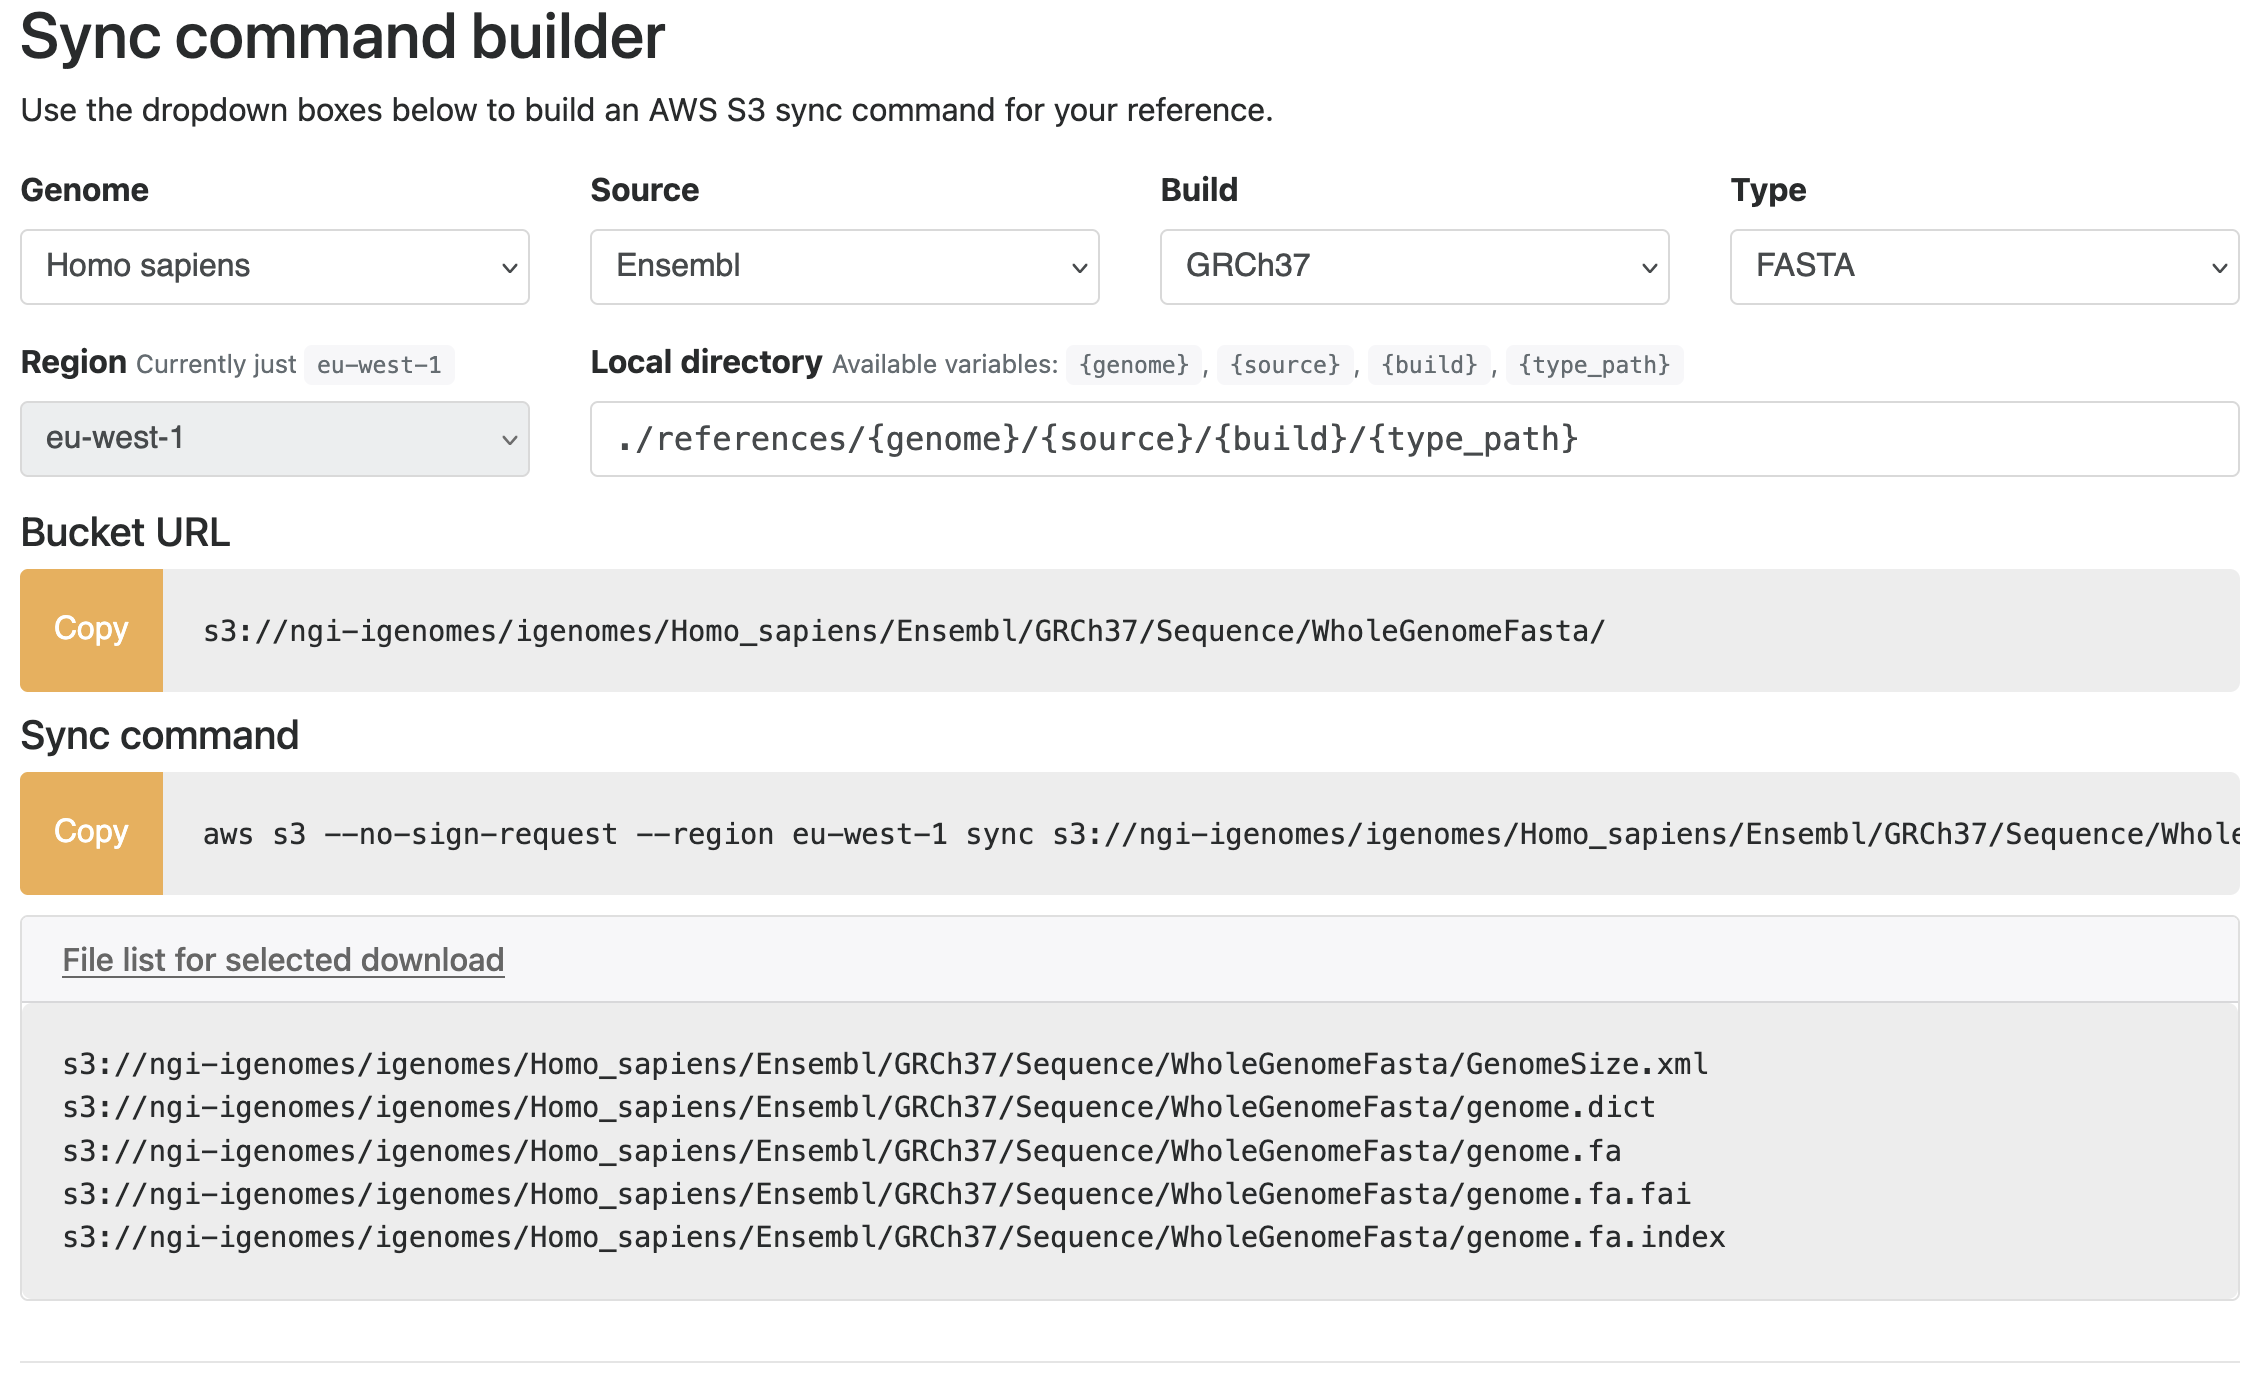 Sync command builder
Use the dropdown boxes below to build an AWS S3 sync command for your reference.
Genome Source Build Type
Homo sapiens Ensembl GRCh37 FASTA
Region Currently just eu-west-1 Local directory Available variables: {genome}, {source}, {build}, {type_path}
eu-west-1 ./references/{genome}/{source}/{build}/{type_path}
Bucket URL
Copy s3://ngi-igenomes/igenomes/Homo_sapiens/Ensembl/GRCh37/Sequence/WholeGenomeFasta/
Sync command
Copy aws s3 --no-sign-request --region eu-west-1 sync s3://ngi-igenomes/igenomes/Homo_sapiens/Ensembl/GRCh37/Sequence/Whole
File list for selected download
s3://ngi-igenomes/igenomes/Homo_sapiens/Ensembl/GRCh37/Sequence/WholeGenomeFasta/GenomeSize.xml
s3://ngi-igenomes/igenomes/Homo_sapiens/Ensembl/GRCh37/Sequence/WholeGenomeFasta/genome.dict
s3://ngi-igenomes/igenomes/Homo_sapiens/Ensembl/GRCh37/Sequence/WholeGenomeFasta/genome.fa
s3://ngi-igenomes/igenomes/Homo_sapiens/Ensembl/GRCh37/Sequence/WholeGenomeFasta/genome.fa.fai
s3://ngi-igenomes/igenomes/Homo_sapiens/Ensembl/GRCh37/Sequence/WholeGenomeFasta/genome.fa.index